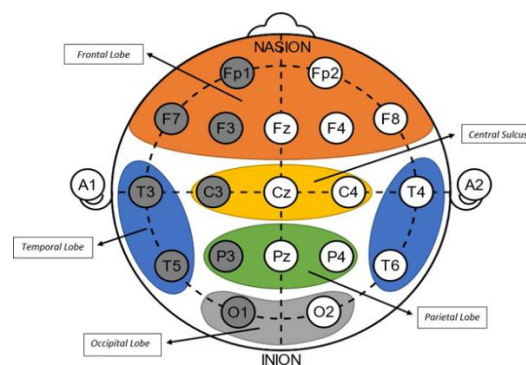 NASION
Frontal Lobe
Fp1 Fp2
F7 F3 Fz F4 F8
Central Sulcus
A1 T3 C3 Cz C4 T4 A2
Temporal Lobe
T5 P3 Pz P4 T6
O1 O2
Parietal Lobe
Occipital Lobe
INION